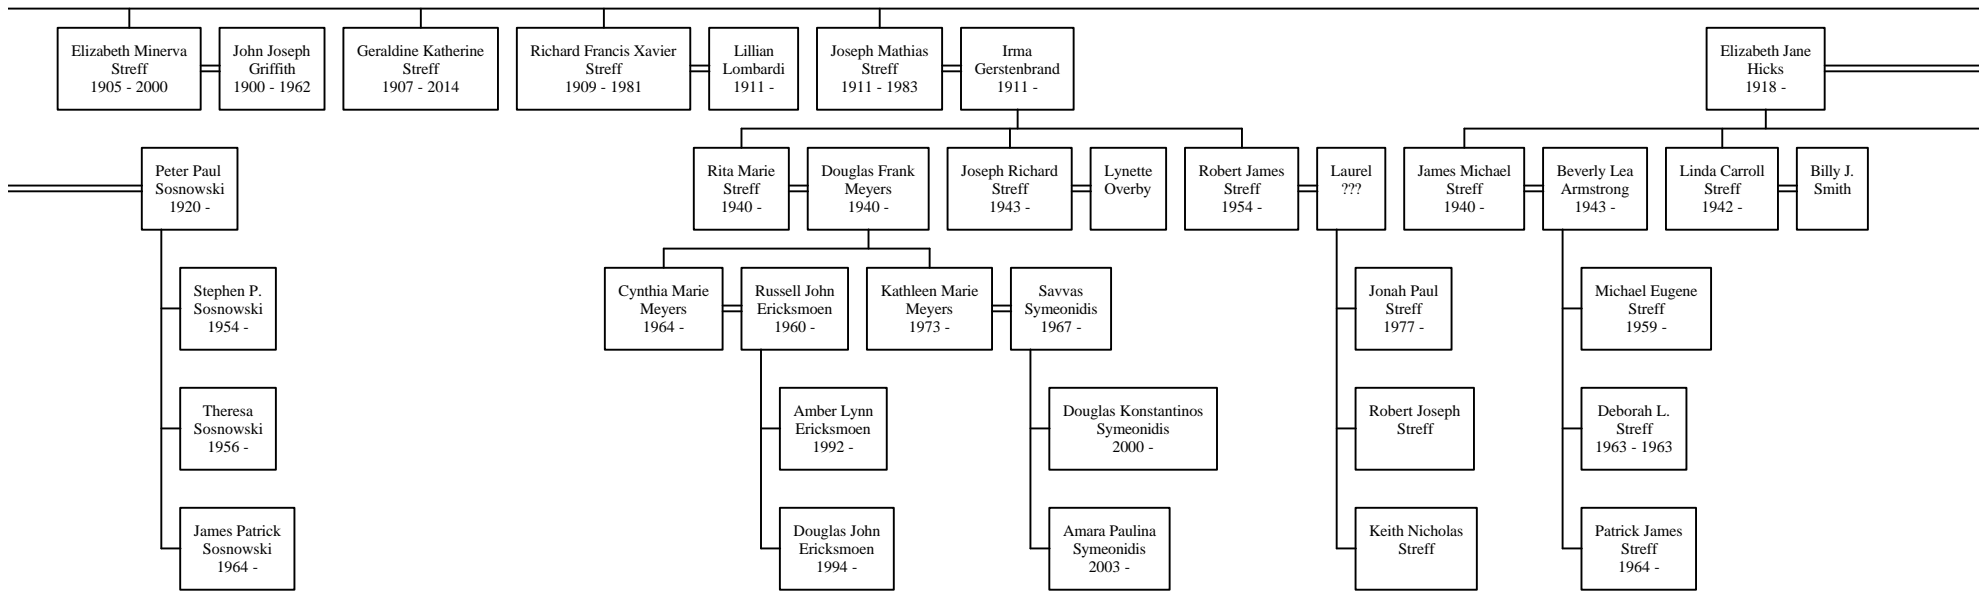 Elizabeth Minerva
Streff
1905 - 2000
John Joseph
Griffith
1900 - 1962
Geraldine Katherine
Streff
1907 - 2014
Richard Francis Xavier
Streff
1909 - 1981
Lillian
Lombardi
1911 -
Joseph Mathias
Streff
1911 - 1983
Irma
Gerstenbrand
1911 -
Elizabeth Jane
Hicks
1918 -
Peter Paul
Sosnowski
1920 -
Rita Marie
Streff
1940 -
Douglas Frank
Meyers
1940 -
Joseph Richard
Streff
1943 -
Lynette
Overby
Robert James
Streff
1954 -
Laurel
???
James Michael
Streff
1940 -
Beverly Lea
Armstrong
1943 -
Linda Carroll
Streff
1942 -
Billy J.
Smith
Stephen P.
Sosnowski
1954 -
Cynthia Marie
Meyers
1964 -
Russell John
Ericksmoen
1960 -
Kathleen Marie
Meyers
1973 -
Savvas
Symeonidis
1967 -
Jonah Paul
Streff
1977 -
Michael Eugene
Streff
1959 -
Theresa
Sosnowski
1956 -
Amber Lynn
Ericksmoen
1992 -
Douglas Konstantinos
Symeonidis
2000 -
Robert Joseph
Streff
Deborah L.
Streff
1963 - 1963
James Patrick
Sosnowski
1964 -
Douglas John
Ericksmoen
1994 -
Amara Paulina
Symeonidis
2003 -
Keith Nicholas
Streff
Patrick James
Streff
1964 -